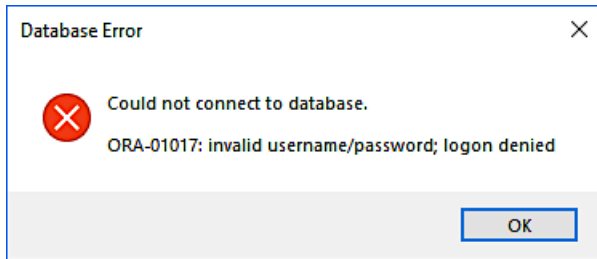 Database Error
Could not connect to database.
ORA-01017: invalid username/password; logon denied
OK